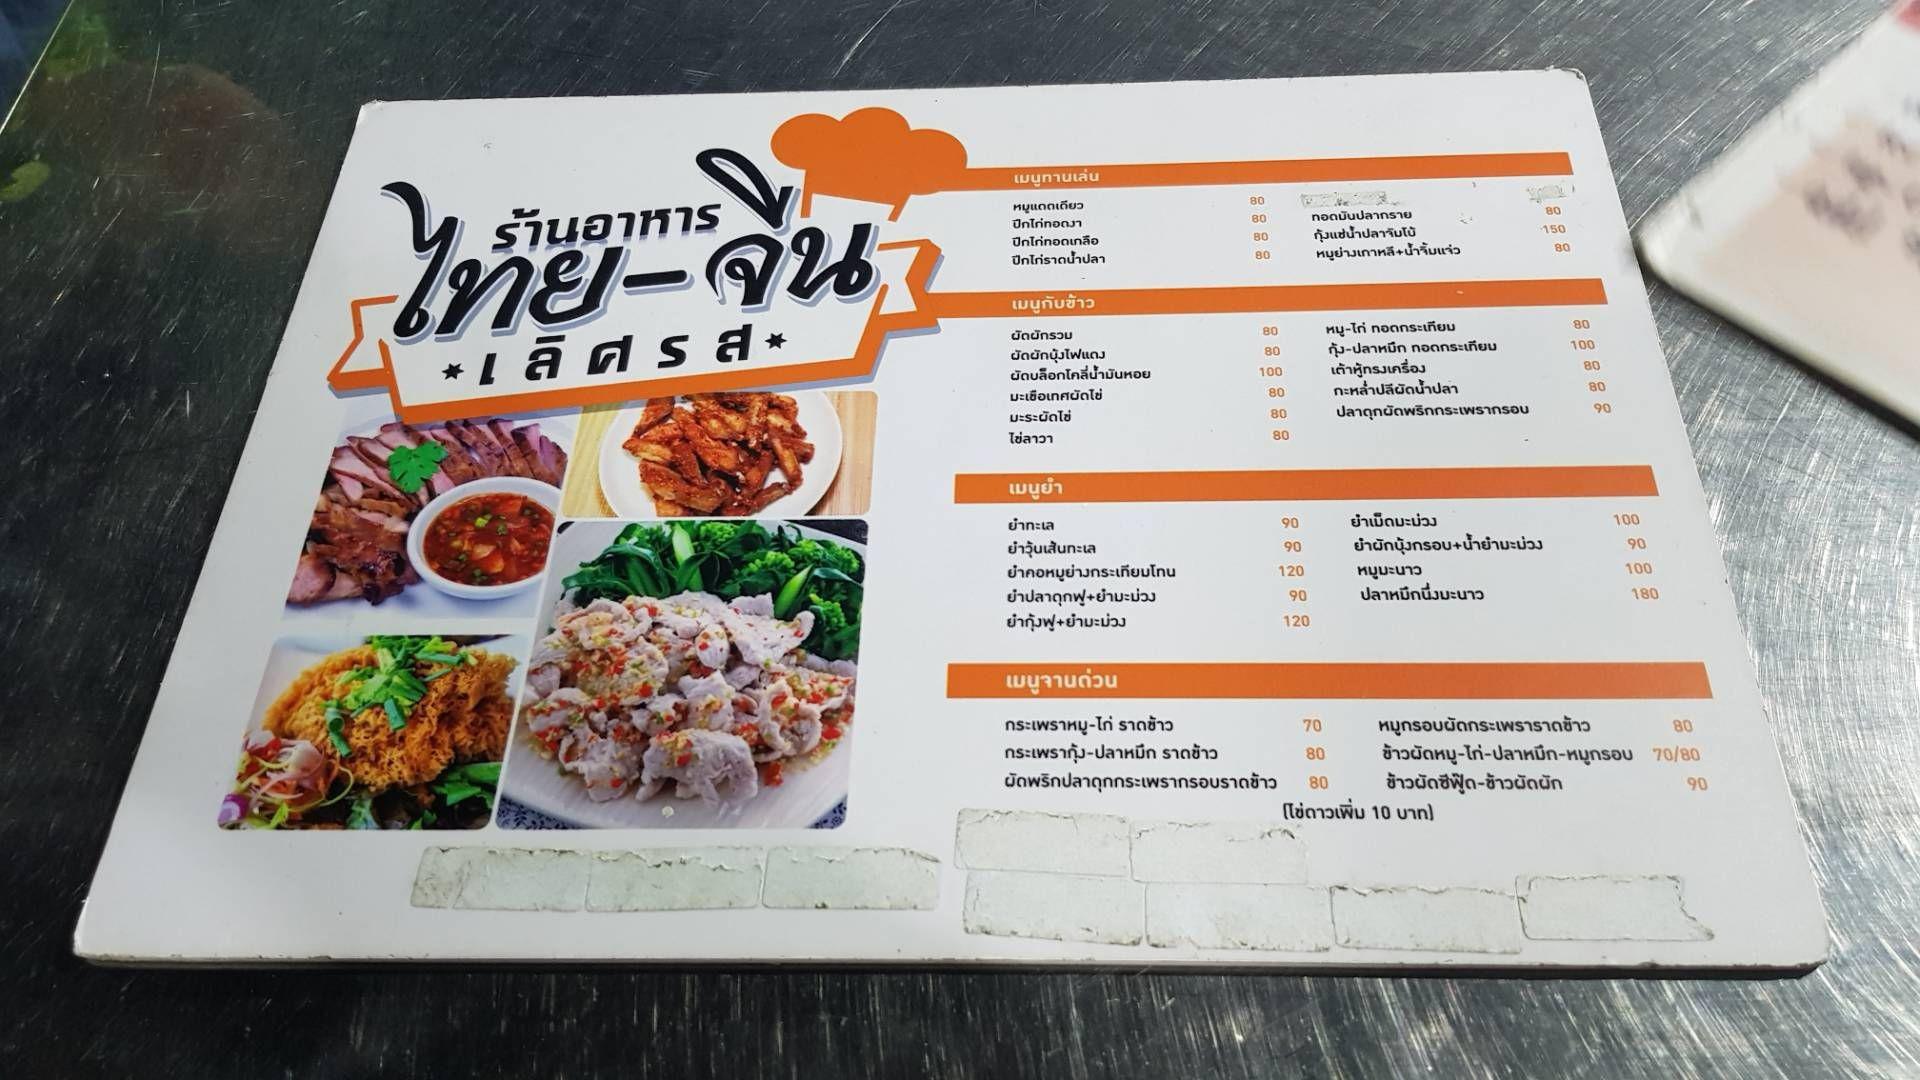 ร้านอาหาร
ไทย-จีน
เลิศรส
เมนูทานเล่น
หมูแดดเดียว 80
ปีกไก่ทอดงา 80
ปีกไก่ทอดเกลือ 80
ปีกไก่ราดน้ำปลา 80
ทอดมันปลากราย 80
กุ้งแช่น้ำปลาจัมโบ้ 150
หมูย่างเกาหลี+น้ำจิ้มแจ่ว 80
เมนูกับข้าว
ผัดผักรวม 80
ผัดผักบุ้งไฟแดง 80
ผัดบล็อกโคลี่น้ำมันหอย 100
มะเขือเทศผัดไข่ 80
มะระผัดไข่ 80
ไข่ลาวา 80
หมู-ไก่ ทอดกระเทียม 80
กุ้ง-ปลาหมึก ทอดกระเทียม 100
เต้าหู้ทรงเครื่อง 80
กะหล่ำปลีผัดน้ำปลา 80
ปลาดุกผัดพริกกระเพรากรอบ 90
เมนูยำ
ยำทะเล 90
ยำวุ้นเส้นทะเล 90
ยำคอหมูย่างกระเทียมโทน 120
ยำปลาดุกฟู+ยำมะม่วง 90
ยำกุ้งฟู+ยำมะม่วง 120
ยำเม็ดมะม่วง 100
ยำผักบุ้งกรอบ+น้ำยำมะม่วง 90
หมูมะนาว 100
ปลาหมึกนึ่งมะนาว 180
เมนูจานด่วน
กระเพราหมู-ไก่ ราดข้าว 70
กระเพรากุ้ง-ปลาหมึก ราดข้าว 80
ผัดพริกปลาดุกกระเพรากรอบราดข้าว 80
หมูกรอบผัดกระเพราราดข้าว 80
ข้าวผัดหมู-ไก่-ปลาหมึก-หมูกรอบ 70/80
ข้าวผัดซีฟู๊ด-ข้าวผัดผัก 90
(ไข่ดาวเพิ่ม 10 บาท)